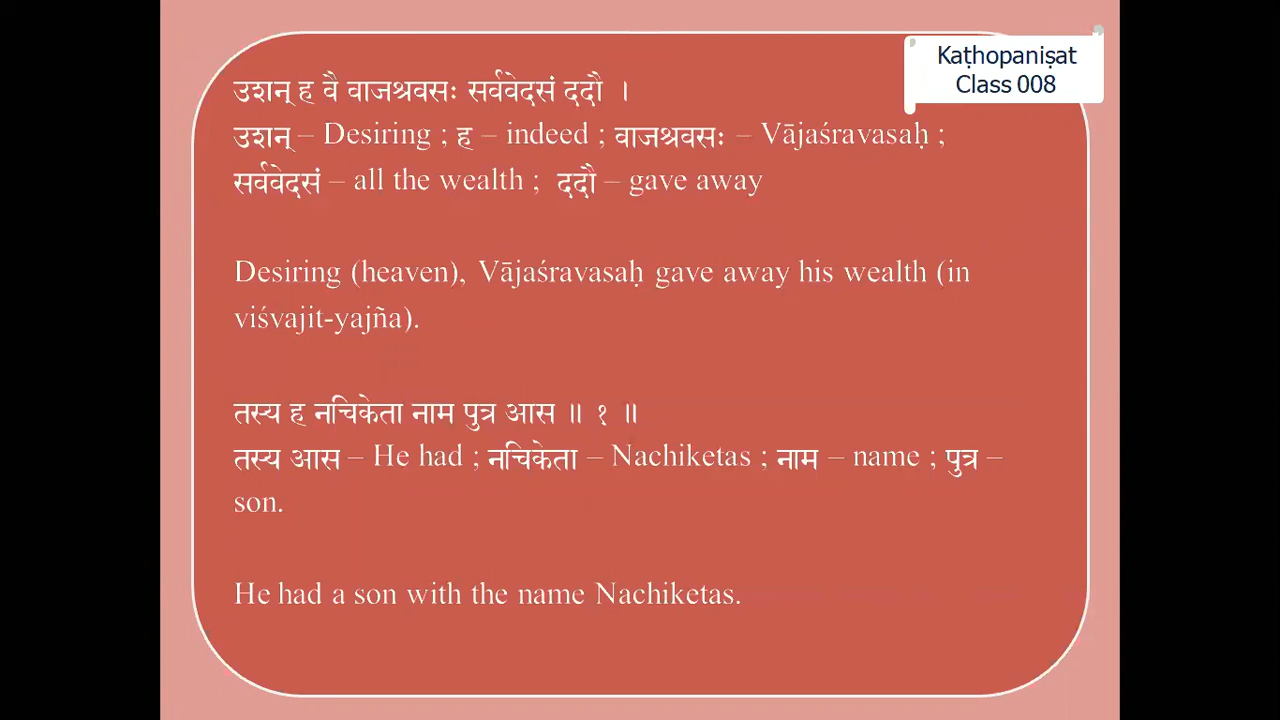 Kaṭhopaniṣat
Class 008
उशन् ह वै वाजश्रवसः सर्ववेदसं ददौ ।
उशन् – Desiring ; ह – indeed ; वाजश्रवसः – Vājaśravasaḥ ;
सर्ववेदसं – all the wealth ; ददौ – gave away
Desiring (heaven), Vājaśravasaḥ gave away his wealth (in
viśvajit-yajña).
तस्य ह नचिकेता नाम पुत्र आस ॥ १ ॥
तस्य आस – He had ; नचिकेता – Nachiketas ; नाम – name ; पुत्र –
son.
He had a son with the name Nachiketas.